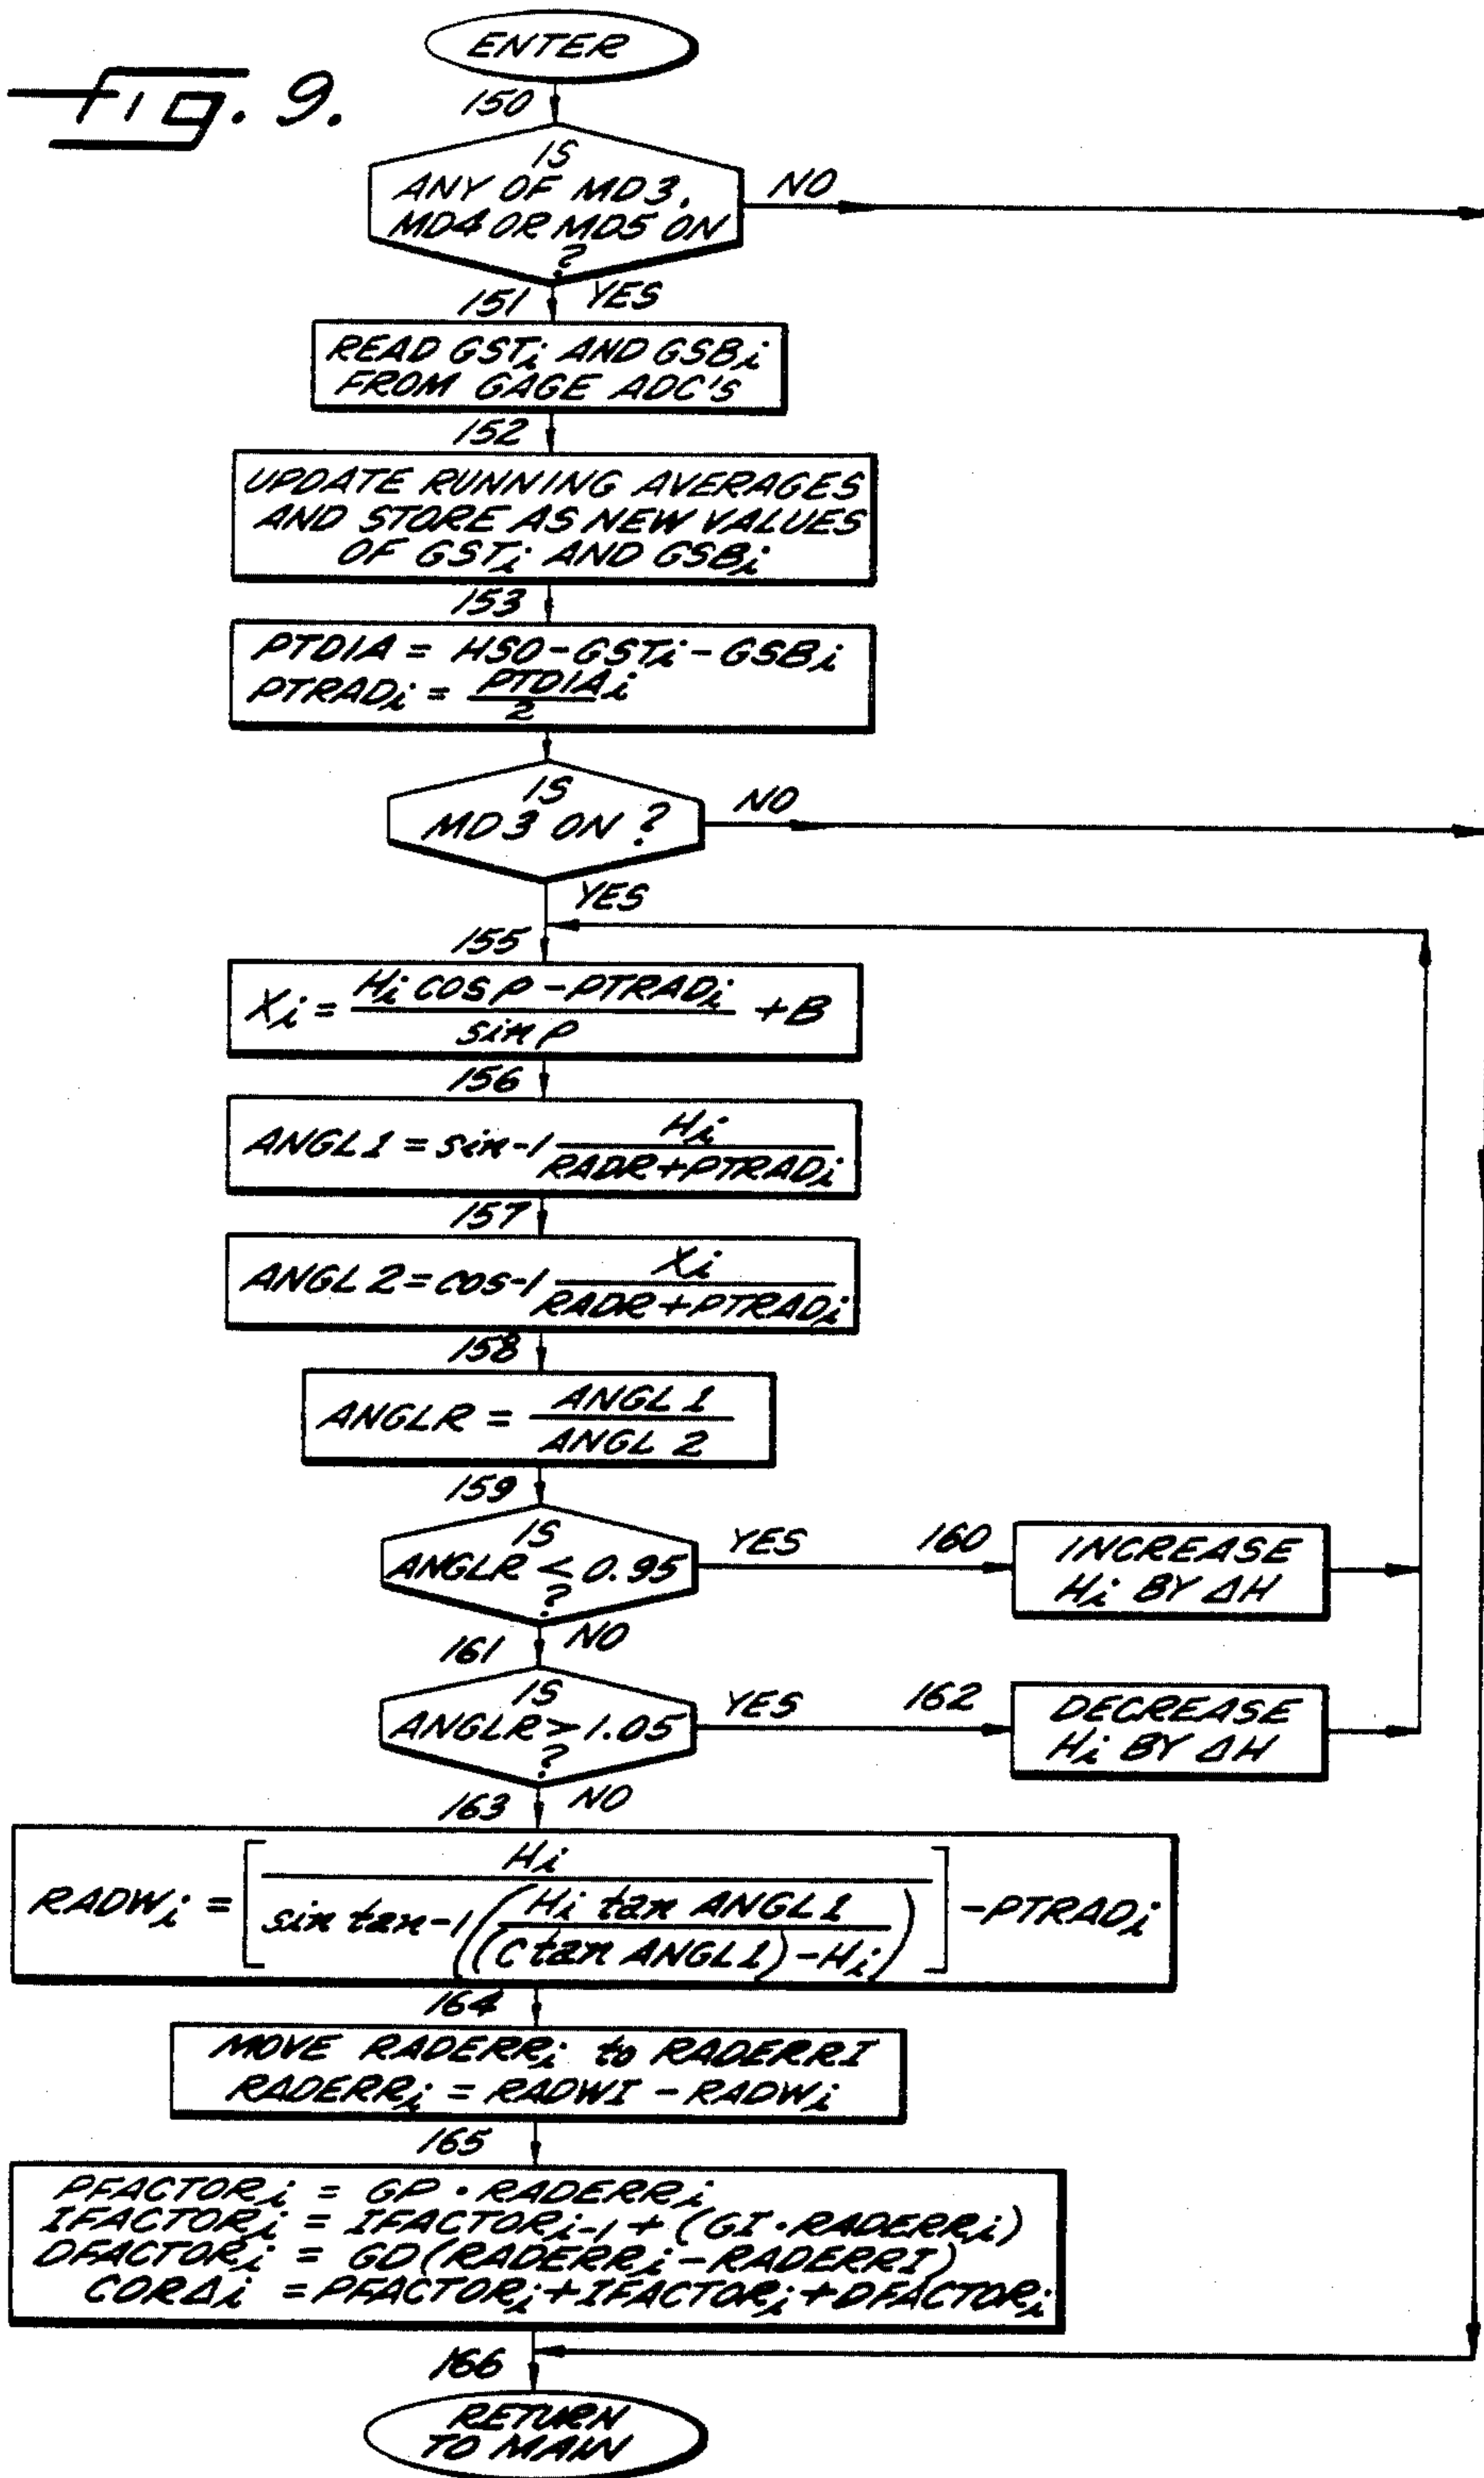 Fig. 9.
ENTER
150
IS
ANY OF MD3,
MD4 OR MD5 ON
?
NO
151
YES
READ GSTi AND GSBi
FROM GAGE ADC'S
152
UPDATE RUNNING AVERAGES
AND STORE AS NEW VALUES
OF GSTi AND GSBi
153
PTDIA = HSO-GSTi-GSBi
PTRADi = PTDIAi
2
IS
MD3 ON ?
NO
YES
155
Xi = Hi cos ρ - PTRADi + B
sin ρ
156
ANGL1 = sin-1 Hi
RADR+PTRADi
157
ANGL 2 = cos-1 Xi
RADR+PTRADi
158
ANGLR = ANGL 1
ANGL 2
159
IS
ANGLR < 0.95
?
YES
160
INCREASE
Hi BY ΔH
161
NO
IS
ANGLR > 1.05
?
YES
162
DECREASE
Hi BY ΔH
163
NO
RADWi = [ Hi ] - PTRADi
sin tan-1 ( Hi tan ANGL1 )
(C tan ANGL1) - Hi
164
MOVE RADERRi to RADERRI
RADERRi = RADWI - RADWi
165
PFACTORi = GP · RADERRi
IFACTORi = IFACTORi-1 + (GI·RADERRi)
DFACTORi = GD(RADERRi-RADERRI)
CORΔi = PFACTORi+IFACTORi+DFACTORi
166
RETURN
TO MAIN